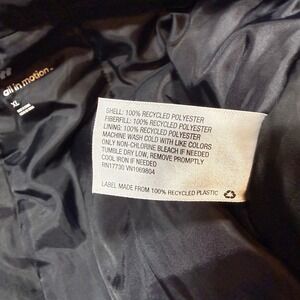 all in motion
XL
SHELL: 100% RECYCLED POLYESTER
FIBERFILL: 100% RECYCLED POLYESTER
LINING: 100% RECYCLED POLYESTER
MACHINE WASH COLD WITH LIKE COLORS
ONLY NON-CHLORINE BLEACH IF NEEDED
TUMBLE DRY LOW, REMOVE PROMPTLY
COOL IRON IF NEEDED
RN17730 VN1069804
LABEL MADE FROM 100% RECYCLED PLASTIC